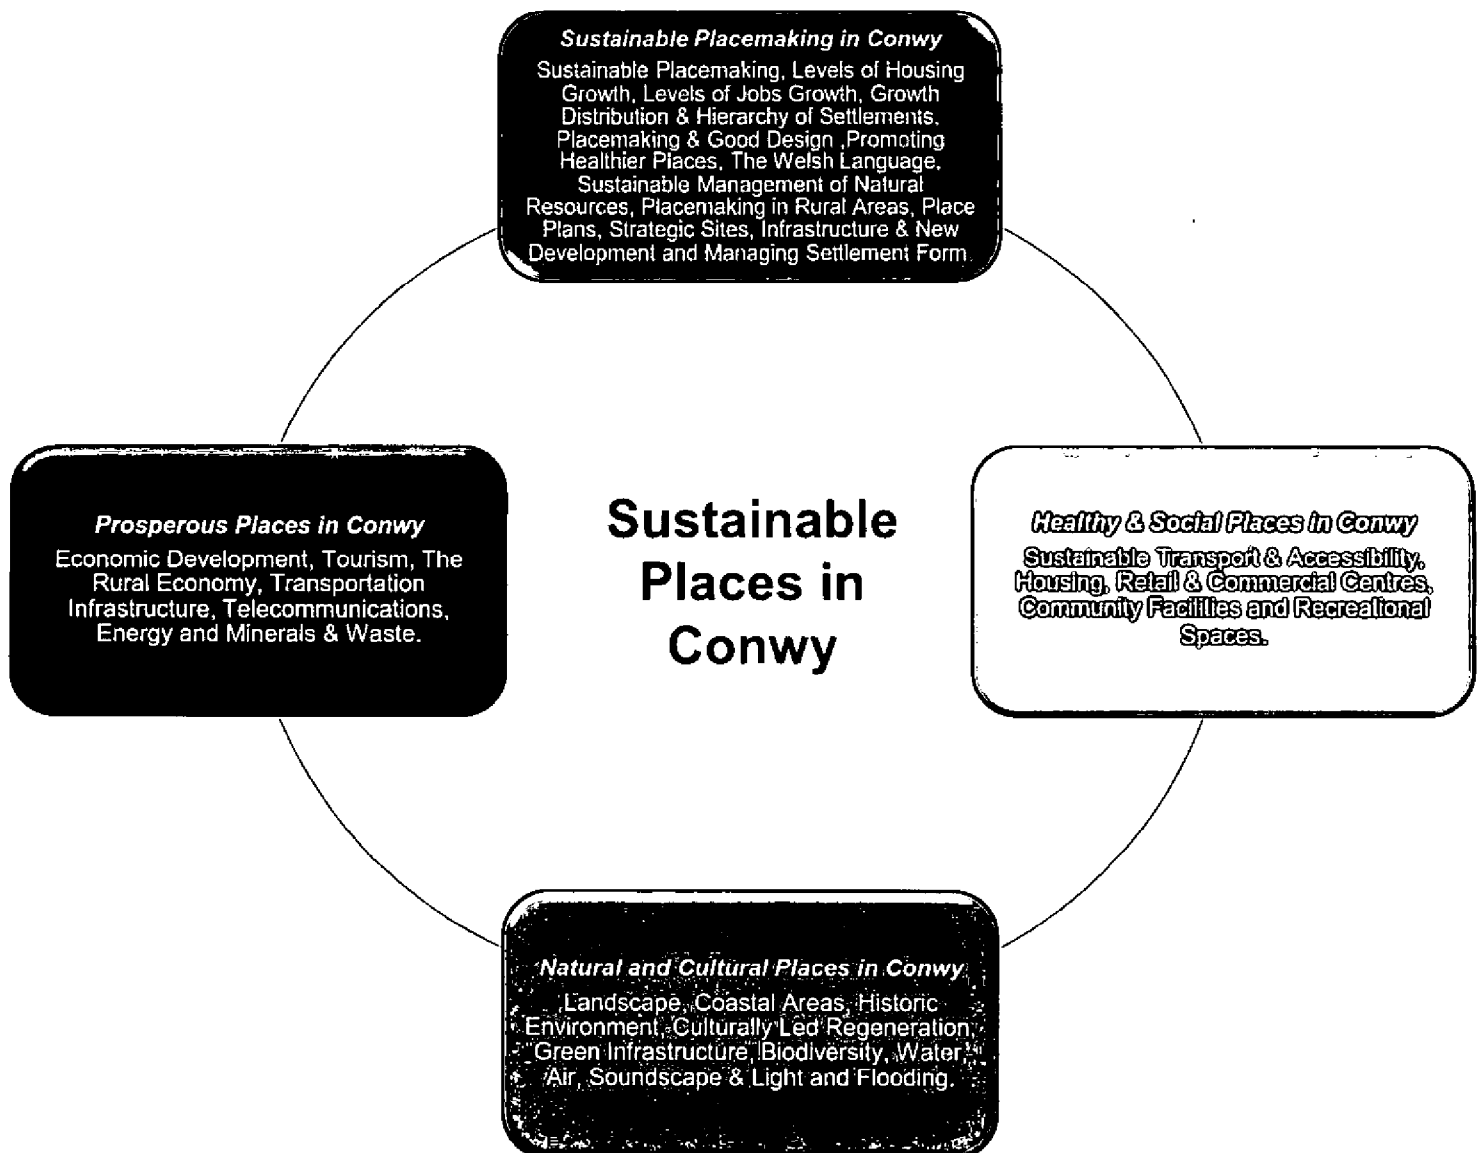 Sustainable Placemaking in Conwy
Sustainable Placemaking, Levels of Housing
Growth, Levels of Jobs Growth, Growth
Distribution & Hierarchy of Settlements,
Placemaking & Good Design ,Promoting
Healthier Places, The Welsh Language,
Sustainable Management of Natural
Resources, Placemaking in Rural Areas, Place
Plans, Strategic Sites, Infrastructure & New
Development and Managing Settlement Form.
Prosperous Places in Conwy
Economic Development, Tourism, The
Rural Economy, Transportation
Infrastructure, Telecommunications,
Energy and Minerals & Waste.
Sustainable
Places in
Conwy
Healthy & Social Places in Conwy
Sustainable Transport & Accessibility,
Housing, Retail & Commercial Centres,
Community Facilities and Recreational
Spaces.
Natural and Cultural Places in Conwy
Landscape, Coastal Areas, Historic
Environment, Culturally Led Regeneration,
Green Infrastructure, Biodiversity, Water,
Air, Soundscape & Light and Flooding.